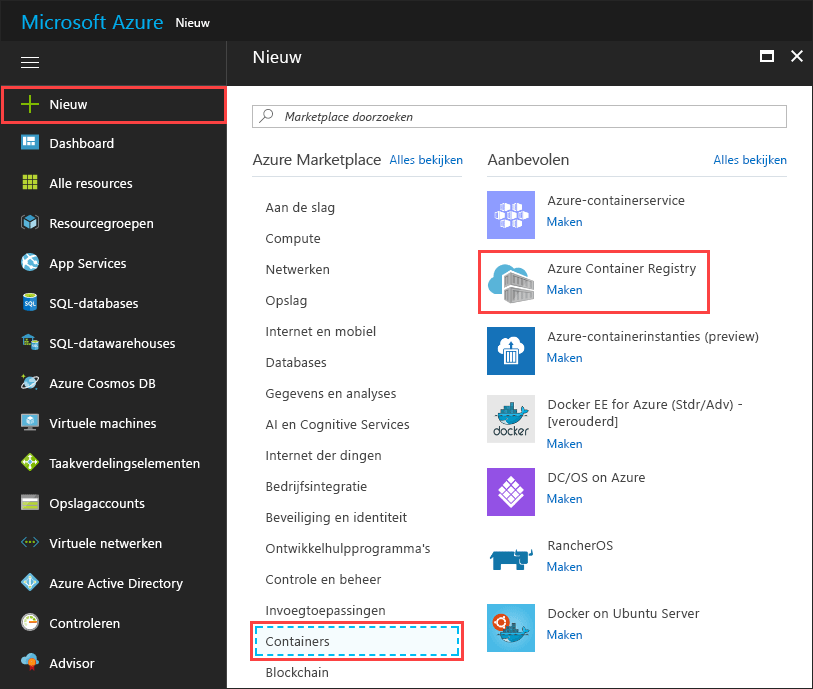 Microsoft Azure Nieuw
Nieuw
Dashboard
Alle resources
Resourcegroepen
App Services
SQL-databases
SQL-datawarehouses
Azure Cosmos DB
Virtuele machines
Taakverdelingselementen
Opslagaccounts
Virtuele netwerken
Azure Active Directory
Controleren
Advisor
Nieuw
Marketplace doorzoeken
Azure Marketplace Alles bekijken
Aan de slag
Compute
Netwerken
Opslag
Internet en mobiel
Databases
Gegevens en analyses
AI en Cognitive Services
Internet der dingen
Bedrijfsintegratie
Beveiliging en identiteit
Ontwikkelhulpprogramma's
Controle en beheer
Invoegtoepassingen
Containers
Blockchain
Aanbevolen Alles bekijken
Azure-containerservice
Maken
Azure Container Registry
Maken
Azure-containerinstanties (preview)
Maken
docker
Docker EE for Azure (Stdr/Adv) -
[verouderd]
Maken
DC/OS on Azure
Maken
RancherOS
Maken
Docker on Ubuntu Server
Maken